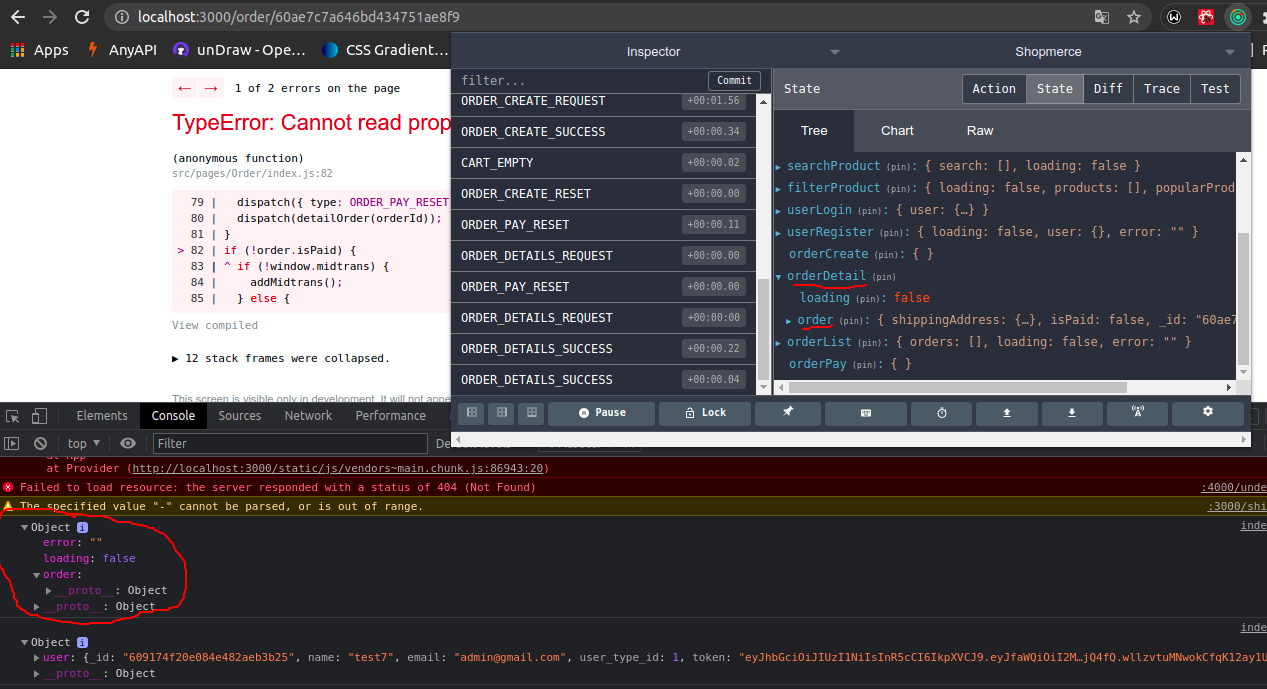 localhost:3000/order/60ae7c7a646bd434751ae8f9
Apps AnyAPI unDraw - Ope... CSS Gradient...
Inspector Shopmerce
filter... Commit
ORDER_CREATE_REQUEST +00:01.56
ORDER_CREATE_SUCCESS +00:00.34
CART_EMPTY +00:00.02
ORDER_CREATE_RESET +00:00.00
ORDER_PAY_RESET +00:00.11
ORDER_DETAILS_REQUEST +00:00.00
ORDER_PAY_RESET +00:00.00
ORDER_DETAILS_REQUEST +00:00:00
ORDER_DETAILS_SUCCESS +00:00.22
ORDER_DETAILS_SUCCESS +00:00.04
State Action State Diff Trace Test
Tree Chart Raw
searchProduct (pin): { search: [], loading: false }
filterProduct (pin): { loading: false, products: [], popularProd
userLogin (pin): { user: {…} }
userRegister (pin): { loading: false, user: {}, error: "" }
orderCreate (pin): { }
orderDetail (pin)
loading (pin): false
order (pin): { shippingAddress: {…}, isPaid: false, _id: "60ae7
orderList (pin): { orders: [], loading: false, error: "" }
orderPay (pin): { }
Pause Lock
← → 1 of 2 errors on the page
TypeError: Cannot read prop
(anonymous function)
src/pages/Order/index.js:82
79 | dispatch({ type: ORDER_PAY_RESET
80 | dispatch(detailOrder(orderId));
81 | }
> 82 | if (!order.isPaid) {
83 | ^ if (!window.midtrans) {
84 | addMidtrans();
85 | } else {
View compiled
▶ 12 stack frames were collapsed.
This screen is visible only in development. It will not appe
Elements Console Sources Network Performance
top ▼ Filter
at App
at Provider (http://localhost:3000/static/js/vendors~main.chunk.js:86943:20)
Failed to load resource: the server responded with a status of 404 (Not Found) :4000/unde
The specified value "-" cannot be parsed, or is out of range. :3000/shi
inde
▼Object i
error: ""
loading: false
▼order:
▶__proto__: Object
▶__proto__: Object
inde
▼Object i
▶user: {_id: "609174f20e084e482aeb3b25", name: "test7", email: "admin@gmail.com", user_type_id: 1, token: "eyJhbGciOiJIUzI1NiIsInR5cCI6IkpXVCJ9.eyJfaWQiOiI2M…jQ4fQ.wllzvtuMNwokCfqK12ay1U
▶__proto__: Object